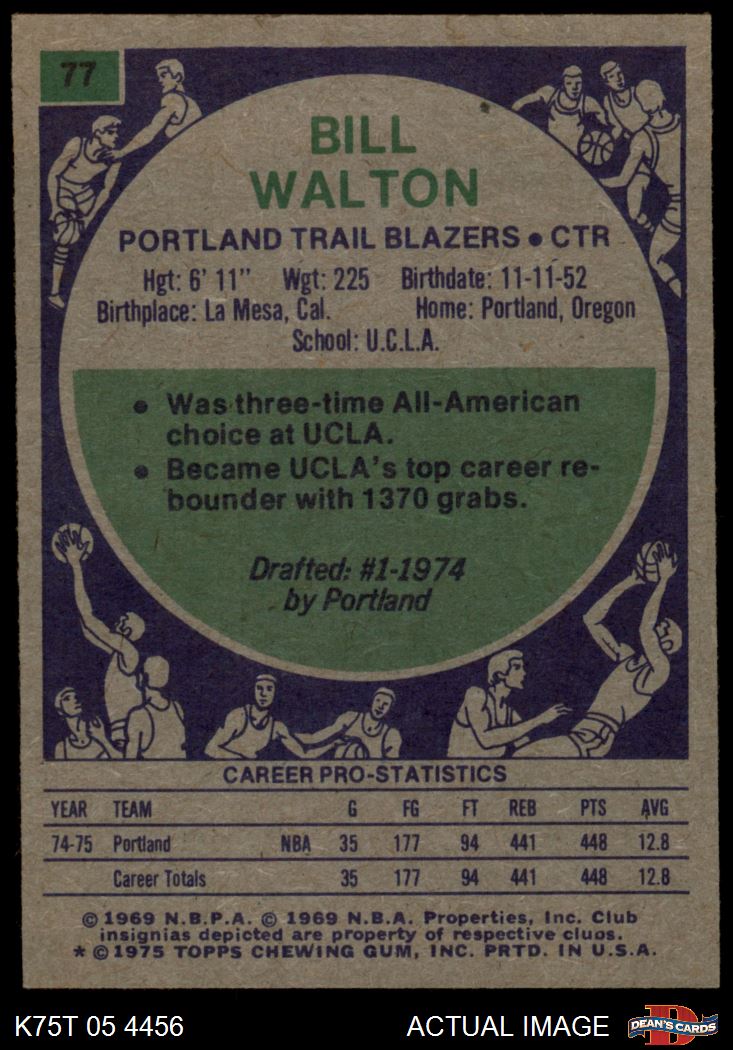 77
BILL
WALTON
PORTLAND TRAIL BLAZERS • CTR
Hgt: 6' 11" Wgt: 225 Birthdate: 11-11-52
Birthplace: La Mesa, Cal. Home: Portland, Oregon
School: U.C.L.A.
• Was three-time All-American
choice at UCLA.
• Became UCLA's top career re-
bounder with 1370 grabs.
Drafted: #1-1974
by Portland
CAREER PRO-STATISTICS
YEAR TEAM G FG FT REB PTS AVG
74-75 Portland NBA 35 177 94 441 448 12.8
Career Totals 35 177 94 441 448 12.8
© 1969 N.B.P.A. © 1969 N.B.A. Properties, Inc. Club
insignias depicted are property of respective clubs.
* © 1975 TOPPS CHEWING GUM, INC. PRTD. IN U.S.A.
K75T 05 4456 ACTUAL IMAGE D DEAN'S CARDS